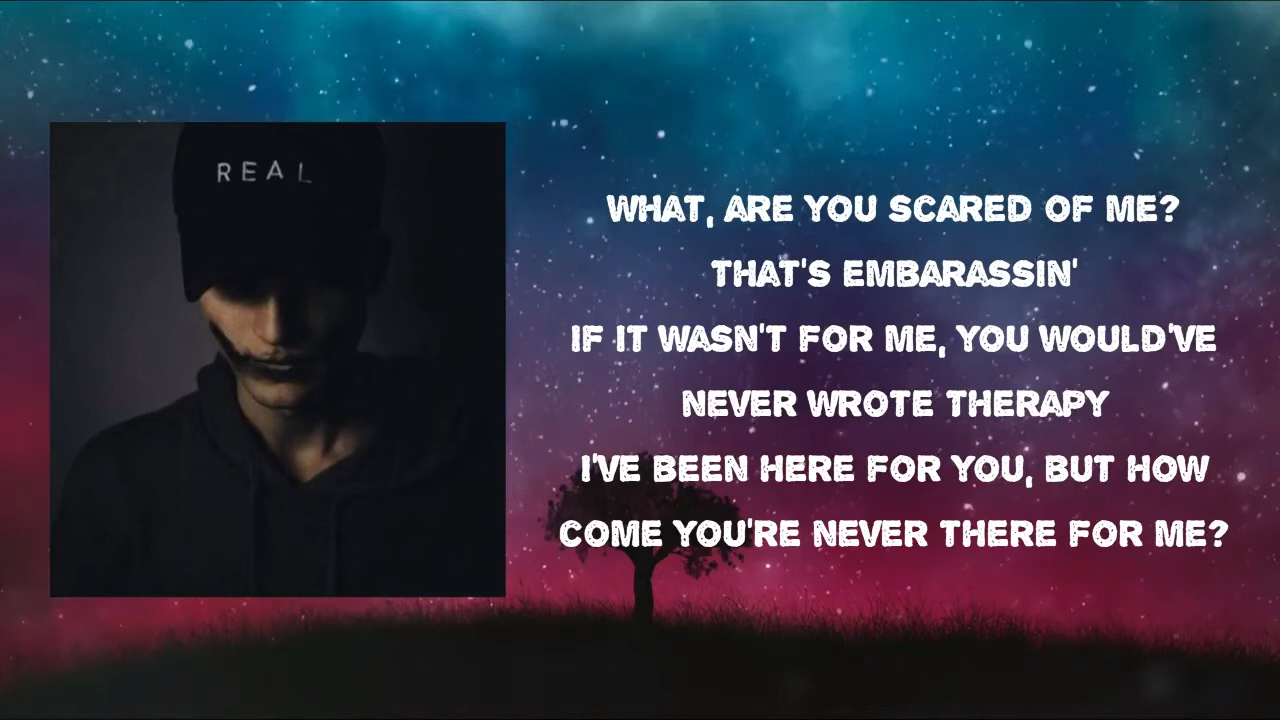 REAL
WHAT, ARE YOU SCARED OF ME?
THAT'S EMBARASSIN'
IF IT WASN'T FOR ME, YOU WOULD'VE
NEVER WROTE THERAPY
I'VE BEEN HERE FOR YOU, BUT HOW
COME YOU'RE NEVER THERE FOR ME?